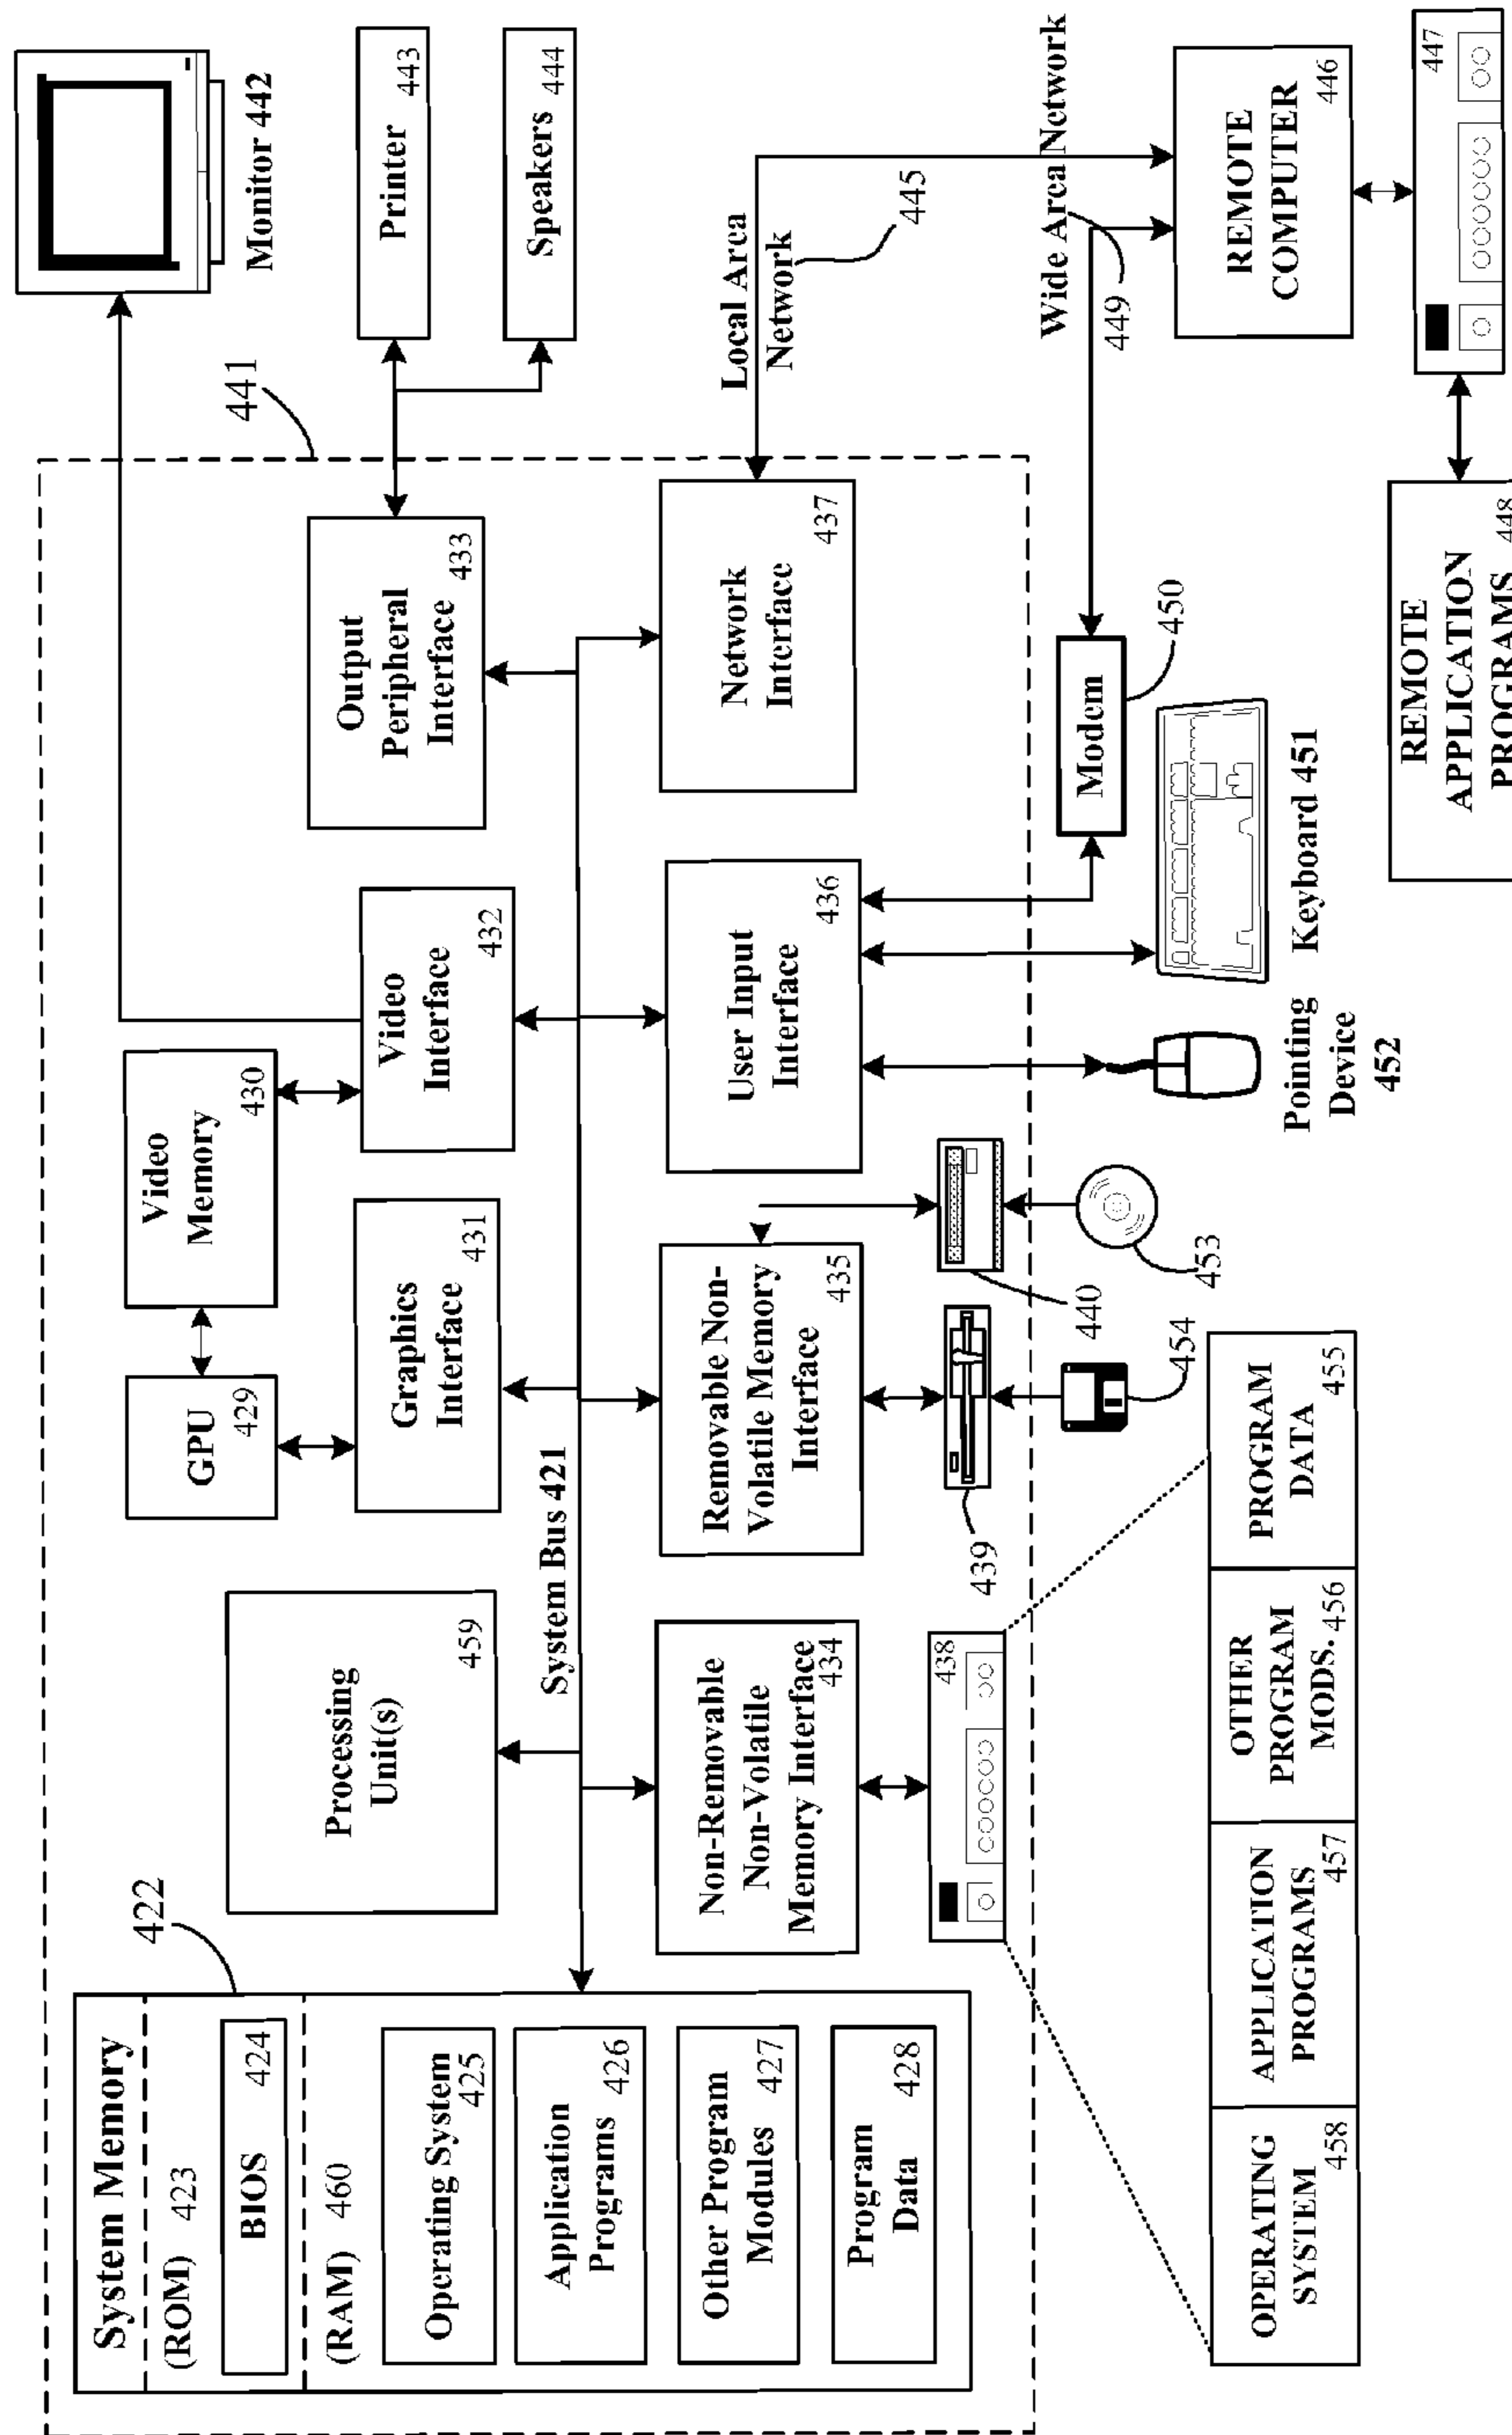 System Memory
(ROM) 423
BIOS 424
(RAM) 460
Operating System
425
Application
Programs 426
Other Program
Modules 427
Program
Data 428
422
Processing
Unit(s)
459
System Bus 421
GPU
429
Video
Memory
430
Graphics
Interface
431
Video
Interface
432
Output
Peripheral
Interface
433
441
Monitor 442
Printer
443
Speakers
444
Non-Removable
Non-Volatile
Memory Interface
434
Removable Non-
Volatile Memory
Interface
435
User Input
Interface
436
Network
Interface
437
Local Area
Network
445
438
439
440
454
453
Pointing
Device
452
Keyboard 451
Modem
450
Wide Area Network
449
REMOTE
COMPUTER
446
447
REMOTE
APPLICATION
PROGRAMS 448
OPERATING
SYSTEM
458
APPLICATION
PROGRAMS
457
OTHER
PROGRAM
MODS. 456
PROGRAM
DATA
455